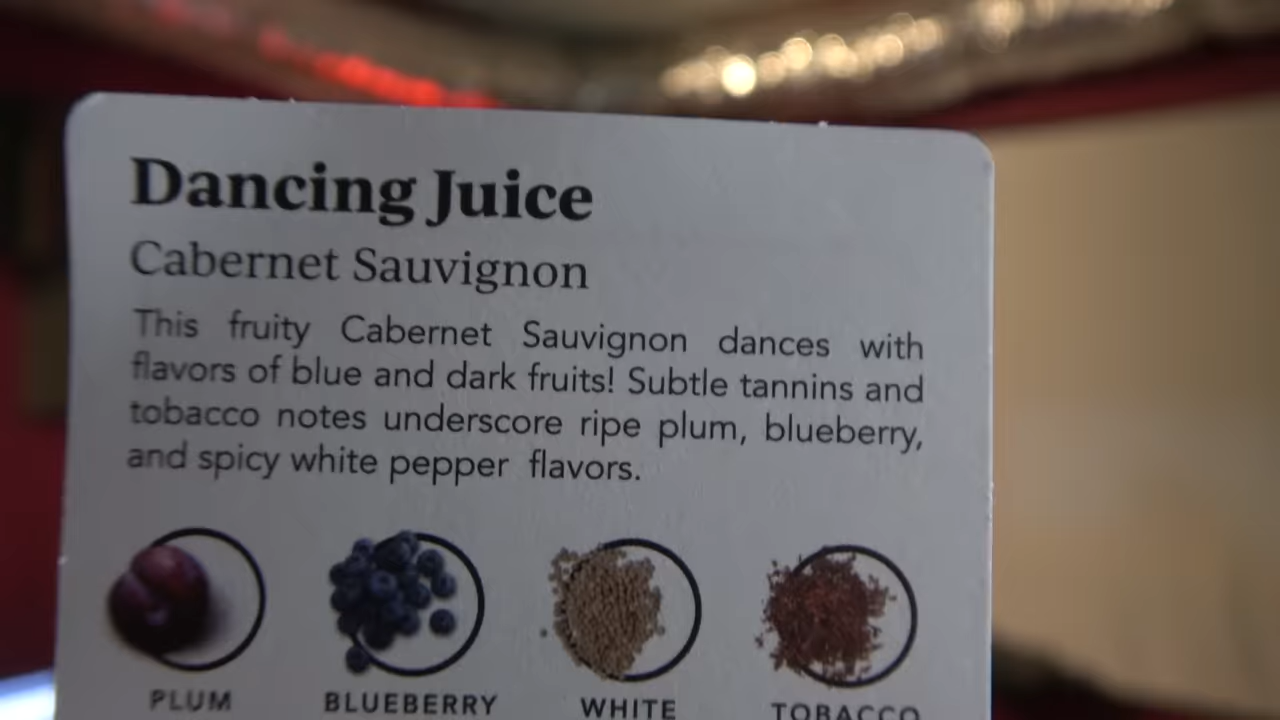 Dancing Juice
Cabernet Sauvignon
This fruity Cabernet Sauvignon dances with
flavors of blue and dark fruits! Subtle tannins and
tobacco notes underscore ripe plum, blueberry,
and spicy white pepper flavors.
PLUM BLUEBERRY WHITE TOBACCO